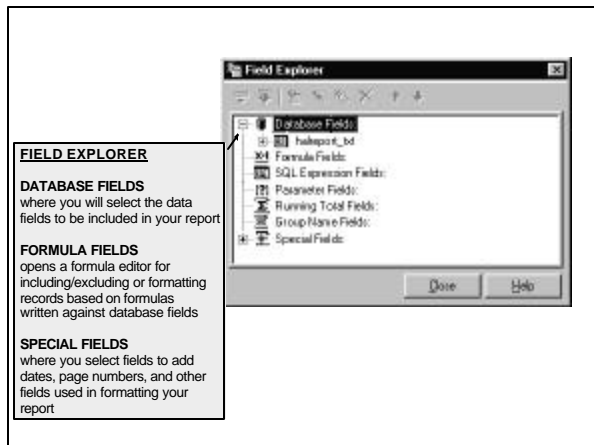 Field Explorer
Database Fields:
Formula Fields:
SQL Expression Fields:
Parameter Fields:
Running Total Fields:
Group Name Fields:
Special Fields:
Close
Help
FIELD EXPLORER
DATABASE FIELDS
where you will select the data
fields to be included in your report
FORMULA FIELDS
opens a formula editor for
including/excluding or formatting
records based on formulas
written against database fields
SPECIAL FIELDS
where you select fields to add
dates, page numbers, and other
fields used in formatting your
report